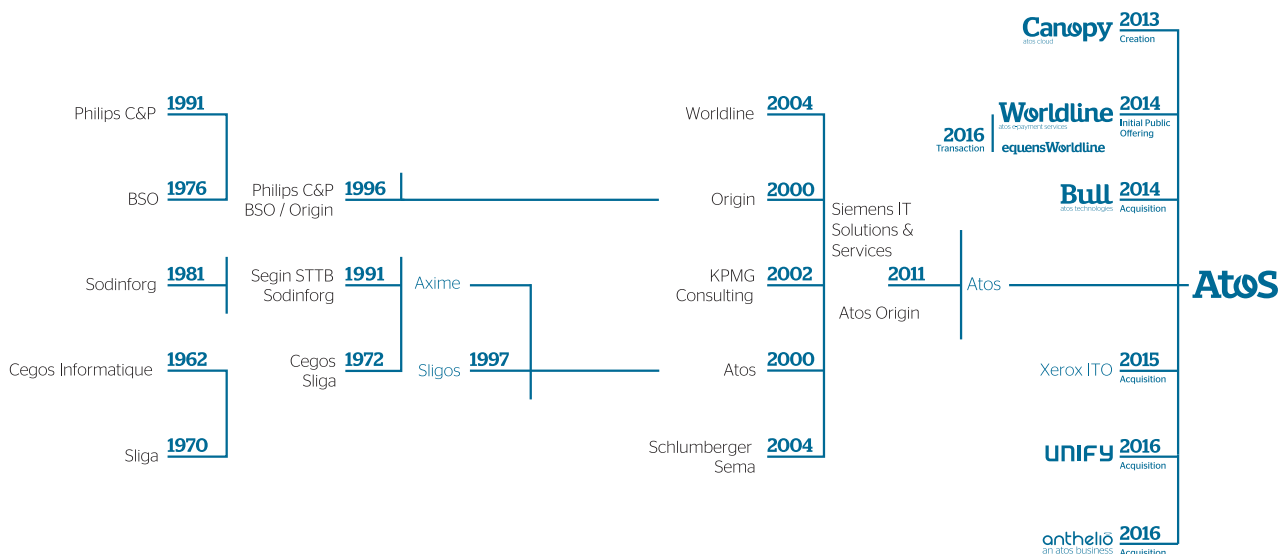 Canopy 2013
atos cloud
Creation
Philips C&P 1991
Worldline 2004
Worldline 2014
atos e-payment services
Initial Public
Offering
2016
Transaction
equensWorldline
BSO 1976
Philips C&P 1996
BSO / Origin
Origin 2000
Bull 2014
atos technologies
Acquisition
Siemens IT
Solutions &
Services
Sodinforg 1981
Segin STTB 1991
Sodinforg
Axime
KPMG 2002
Consulting
2011
Atos
Atos
Atos Origin
Cegos Informatique 1962
Cegos 1972
Sliga
Sligos 1997
Atos 2000
Xerox ITO 2015
Acquisition
Sliga 1970
Schlumberger 2004
Sema
UNIFY 2016
Acquisition
anthelio 2016
an atos business
Acquisition